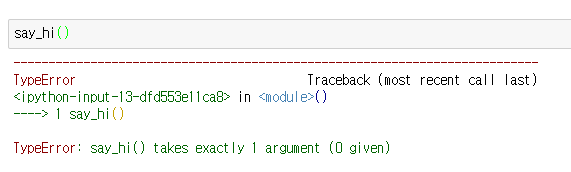 say_hi()
---------------------------------------------------------------------------
TypeError                                 Traceback (most recent call last)
<ipython-input-13-dfd553e11ca8> in <module>()
----> 1 say_hi()
TypeError: say_hi() takes exactly 1 argument (0 given)